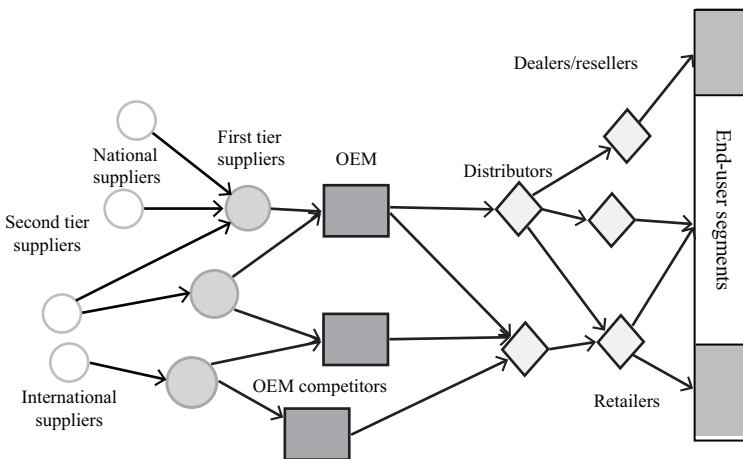 Dealers/resellers
First tier
suppliers
OEM
National
suppliers
Distributors
End-user segments
Second tier
suppliers
OEM competitors
International
suppliers
Retailers